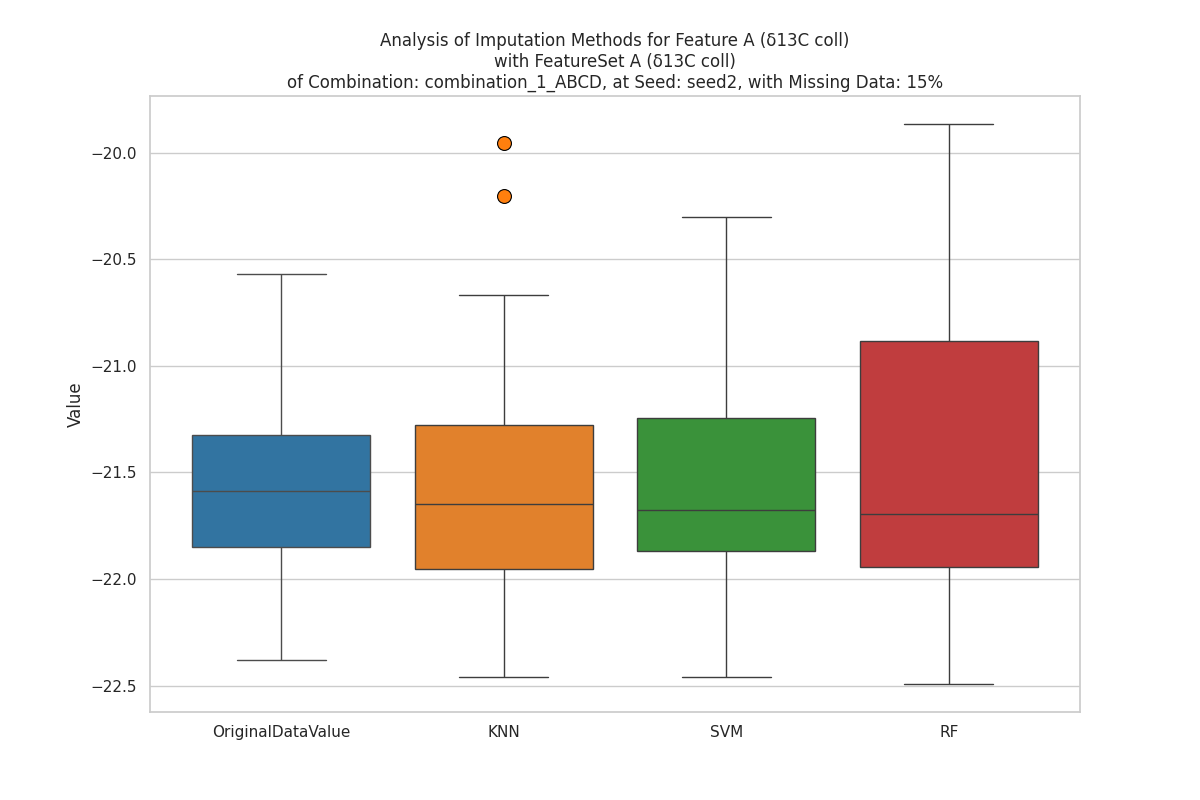 Analysis of Imputation Methods for Feature A (δ13C coll)
with FeatureSet A (δ13C coll)
of Combination: combination_1_ABCD, at Seed: seed2, with Missing Data: 15%
−20.0
−20.5
−21.0
−21.5
−22.0
−22.5
Value
OriginalDataValue
KNN
SVM
RF